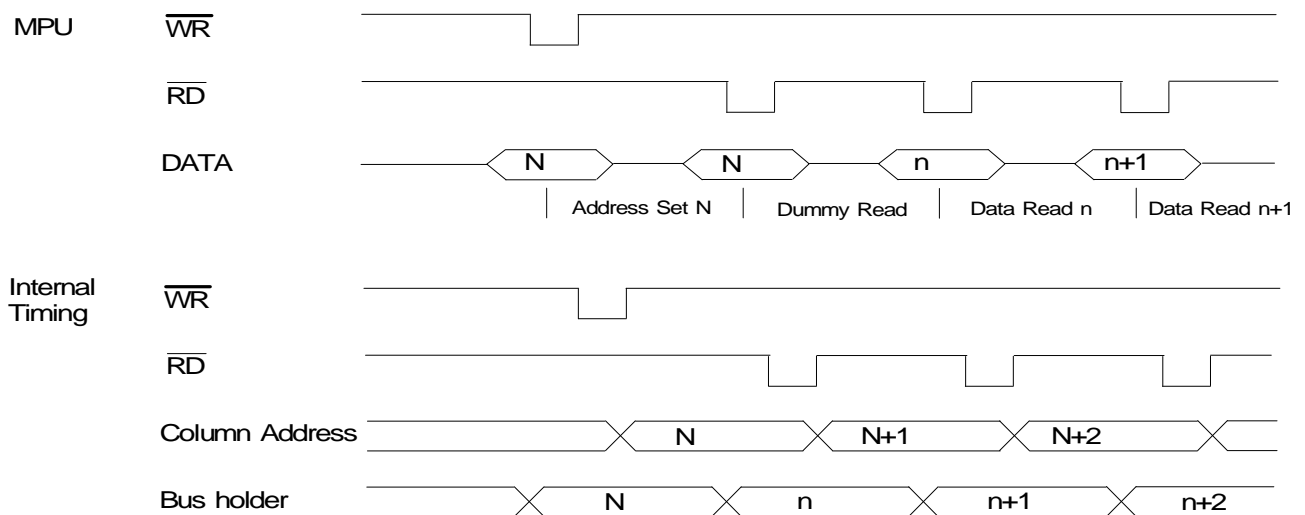 MPU WR
RD
DATA N N n n+1
Address Set N Dummy Read Data Read n Data Read n+1
Internal
Timing
WR
RD
Column Address N N+1 N+2
Bus holder N n n+1 n+2